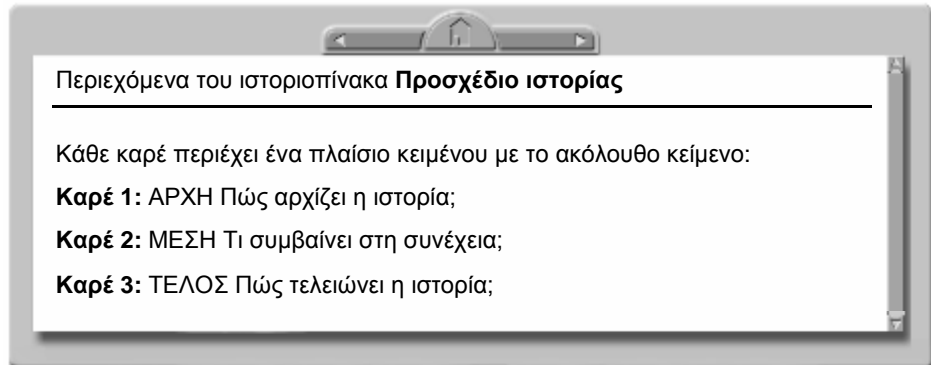 Περιεχόμενα του ιστοριοπίνακα Προσχέδιο ιστορίας
Κάθε καρέ περιέχει ένα πλαίσιο κειμένου με το ακόλουθο κείμενο:
Καρέ 1: ΑΡΧΗ Πώς αρχίζει η ιστορία;
Καρέ 2: ΜΕΣΗ Τι συμβαίνει στη συνέχεια;
Καρέ 3: ΤΕΛΟΣ Πώς τελειώνει η ιστορία;